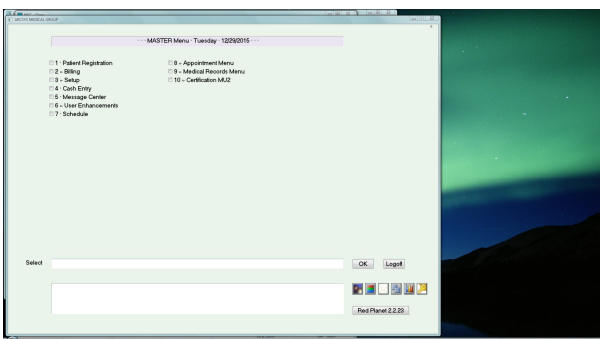 ARCSYS MEDICAL GROUP
- - - MASTER Menu - Tuesday - 12/29/2015 - - -
1 - Patient Registration
2 - Billing
3 - Setup
4 - Cash Entry
5 - Message Center
6 - User Enhancements
7 - Schedule
8 - Appointment Menu
9 - Medical Records Menu
10 - Certification MU2
Select
OK
Logoff
Red Planet 2.2.23